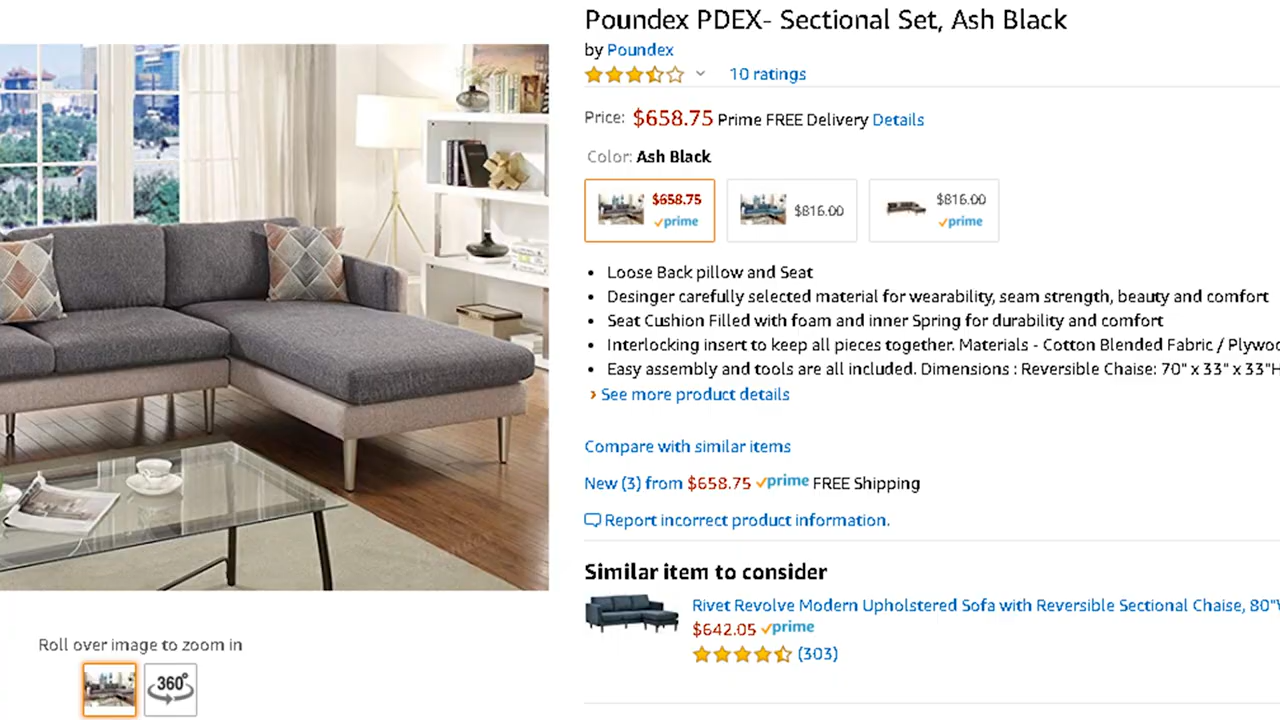 Poundex PDEX- Sectional Set, Ash Black
by Poundex
10 ratings
Price: $658.75 Prime FREE Delivery Details
Color: Ash Black
$658.75
prime
$816.00
$816.00
prime
• Loose Back pillow and Seat
• Desinger carefully selected material for wearability, seam strength, beauty and comfort
• Seat Cushion Filled with foam and inner Spring for durability and comfort
• Interlocking insert to keep all pieces together. Materials - Cotton Blended Fabric / Plywoo
• Easy assembly and tools are all included. Dimensions : Reversible Chaise: 70" x 33" x 33"H
› See more product details
Compare with similar items
New (3) from $658.75 prime FREE Shipping
Report incorrect product information.
Similar item to consider
Rivet Revolve Modern Upholstered Sofa with Reversible Sectional Chaise, 80"W
$642.05 prime
(303)
Roll over image to zoom in
360°